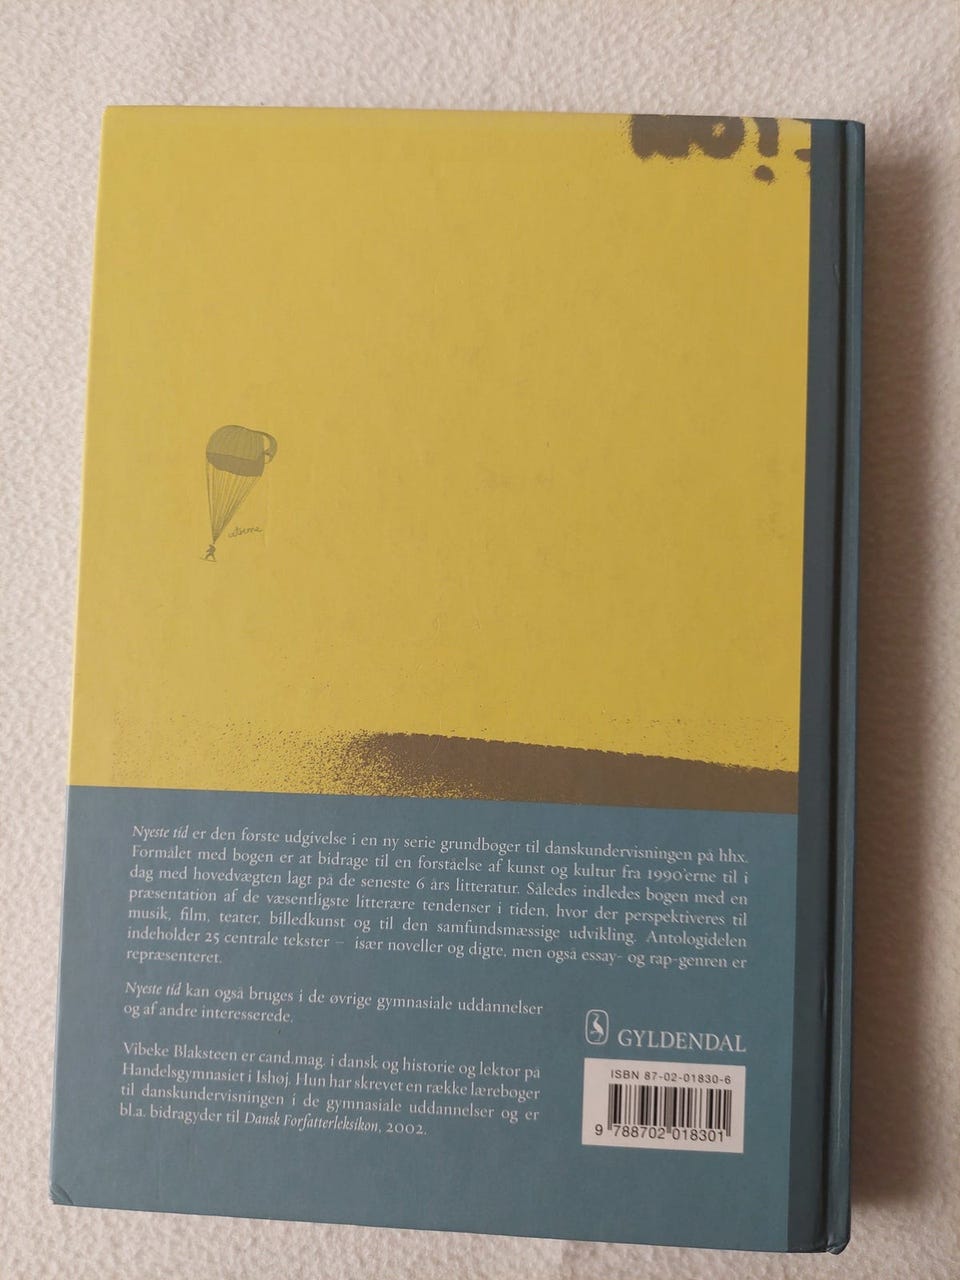 Nyeste tid er den første udgivelse i en ny serie grundbøger til danskundervisningen på hhx.
Formålet med bogen er at bidrage til en forståelse af kunst og kultur fra 1990'erne til i
dag med hovedvægten lagt på de seneste 6 års litteratur. Således indledes bogen med en
præsentation af de væsentligste litterære tendenser i tiden, hvor der perspektiveres til
musik, film, teater, billedkunst og til den samfundsmæssige udvikling. Antologidelen
indeholder 25 centrale tekster – især noveller og digte, men også essay- og rap-genren er
repræsenteret.
Nyeste tid kan også bruges i de øvrige gymnasiale uddannelser
og af andre interesserede.
Vibeke Blaksteen er cand.mag. i dansk og historie og lektor på
Handelsgymnasiet i Ishøj. Hun har skrevet en række lærebøger
til danskundervisningen i de gymnasiale uddannelser og er
bl.a. bidragyder til Dansk Forfatterleksikon, 2002.
GYLDENDAL
ISBN 87-02-01830-6
9 788702 018301